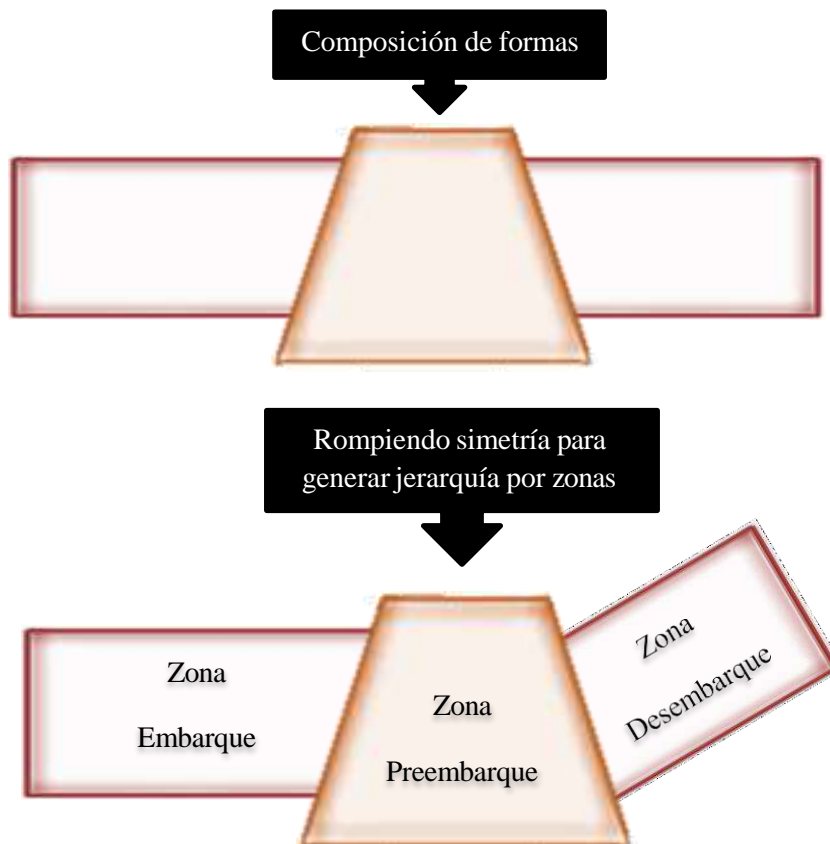 Composición de formas
Rompiendo simetría para
generar jerarquía por zonas
Zona
Embarque
Zona
Preembarque
Zona
Desembarque